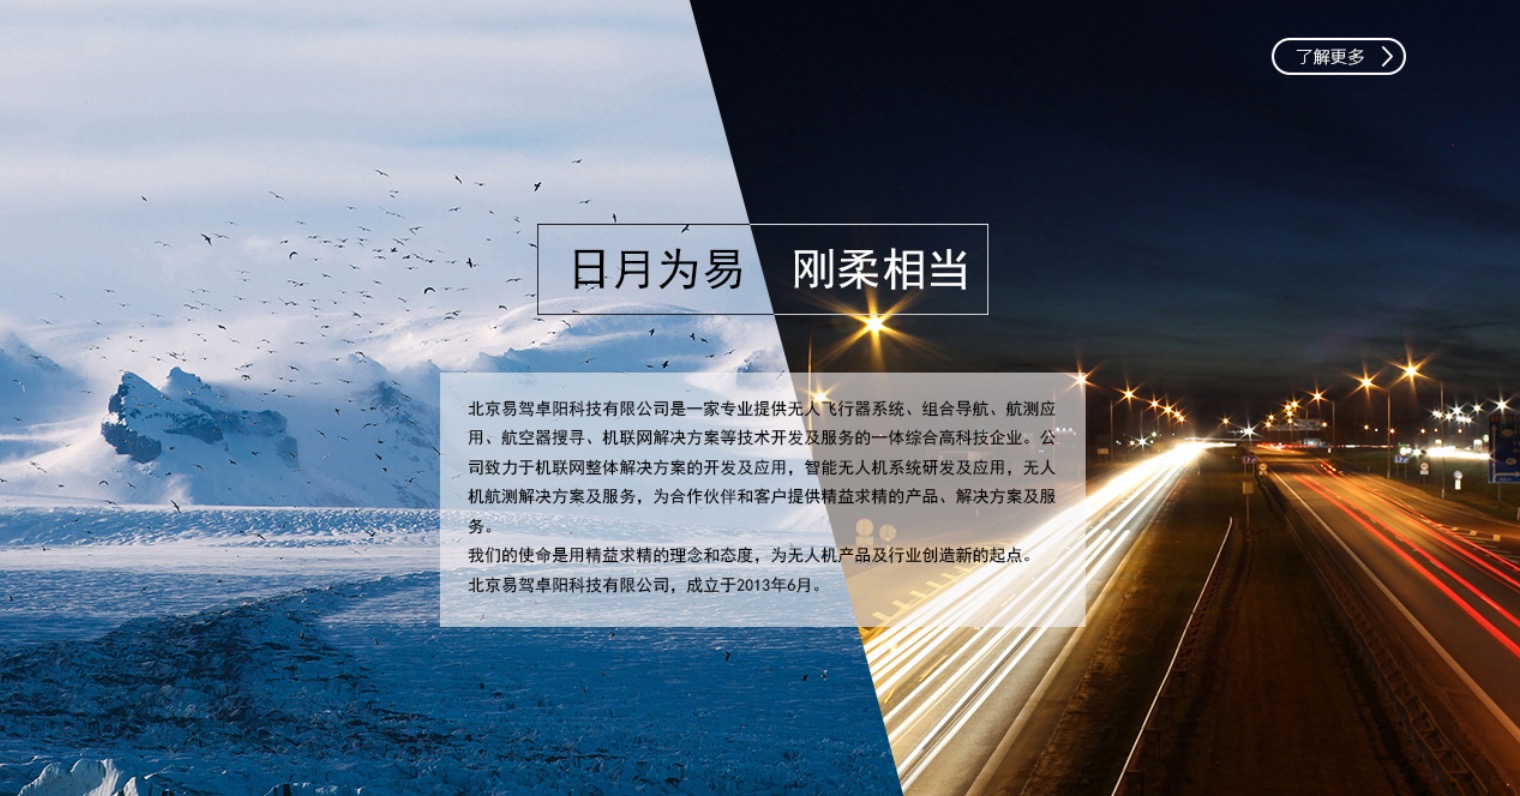 了解更多
日月为易 刚柔相当
北京易驾卓阳科技有限公司是一家专业提供无人飞行器系统、组合导航、航测应
用、航空器搜寻、机联网解决方案等技术开发及服务的一体综合高科技企业。公
司致力于机联网整体解决方案的开发及应用，智能无人机系统研发及应用，无人
机航测解决方案及服务，为合作伙伴和客户提供精益求精的产品、解决方案及服
务。
我们的使命是用精益求精的理念和态度，为无人机产品及行业创造新的起点。
北京易驾卓阳科技有限公司，成立于2013年6月。